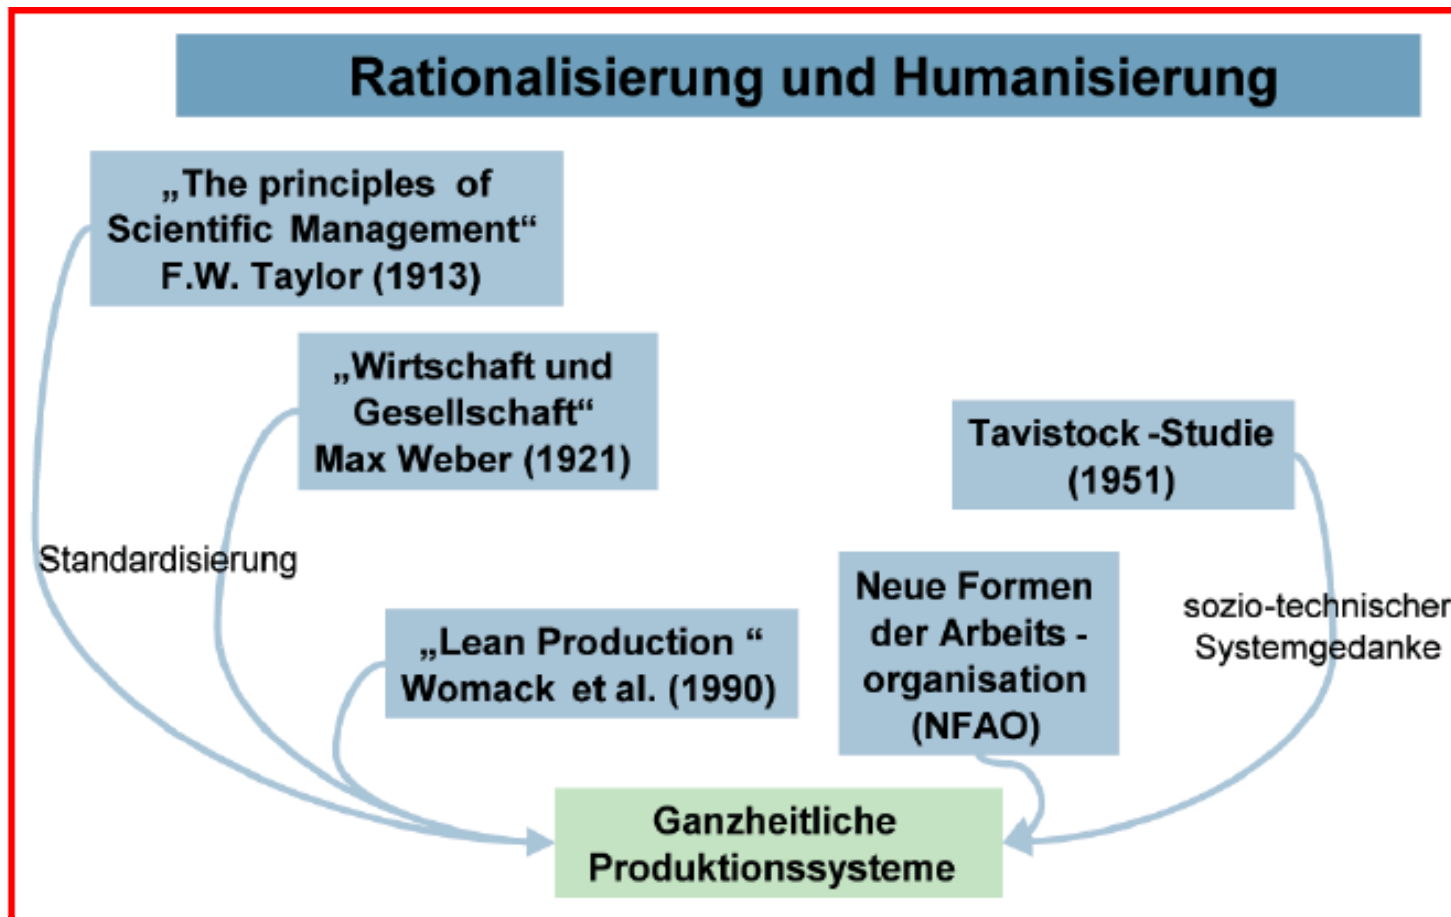 Rationalisierung und Humanisierung
„The principles of
Scientific Management“
F.W. Taylor (1913)
„Wirtschaft und
Gesellschaft“
Max Weber (1921)
Tavistock -Studie
(1951)
Standardisierung
Neue Formen
der Arbeits -
organisation
(NFAO)
sozio-technischer
Systemgedanke
„Lean Production “
Womack et al. (1990)
Ganzheitliche
Produktionssysteme